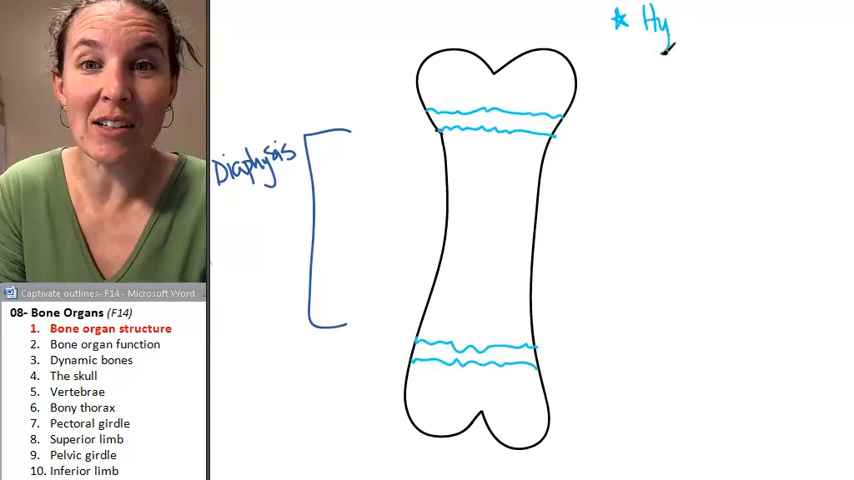 * Hy
Diaphysis
Captivate outlines- F14 - Microsoft Word
08- Bone Organs (F14)
1. Bone organ structure
2. Bone organ function
3. Dynamic bones
4. The skull
5. Vertebrae
6. Bony thorax
7. Pectoral girdle
8. Superior limb
9. Pelvic girdle
10. Inferior limb